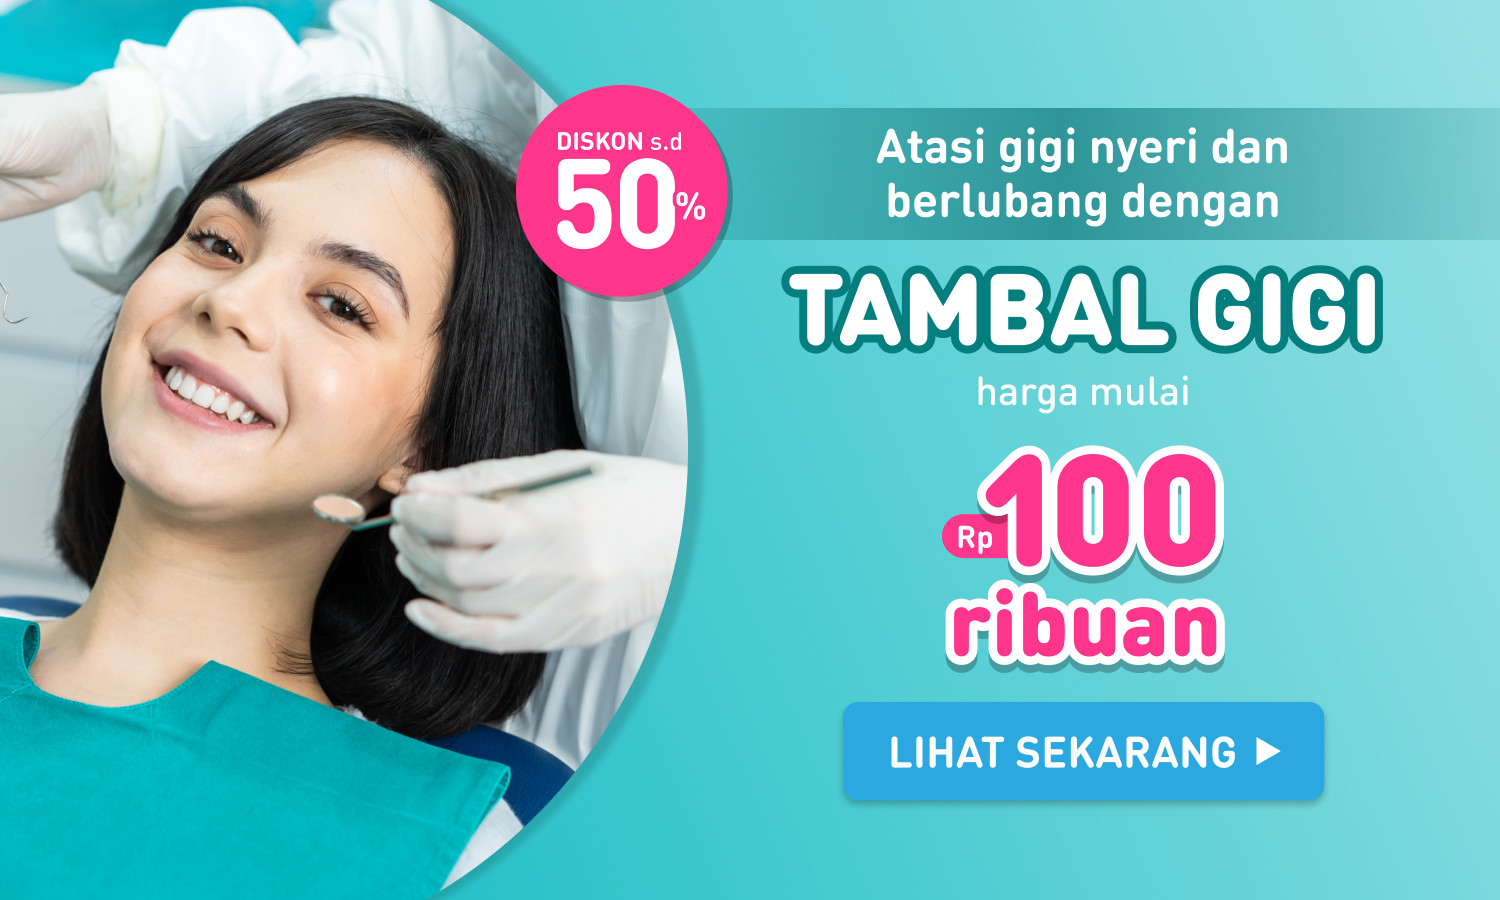 DISKON s.d
50%
Atasi gigi nyeri dan
berlubang dengan
TAMBAL GIGI
harga mulai
Rp 100
ribuan
LIHAT SEKARANG